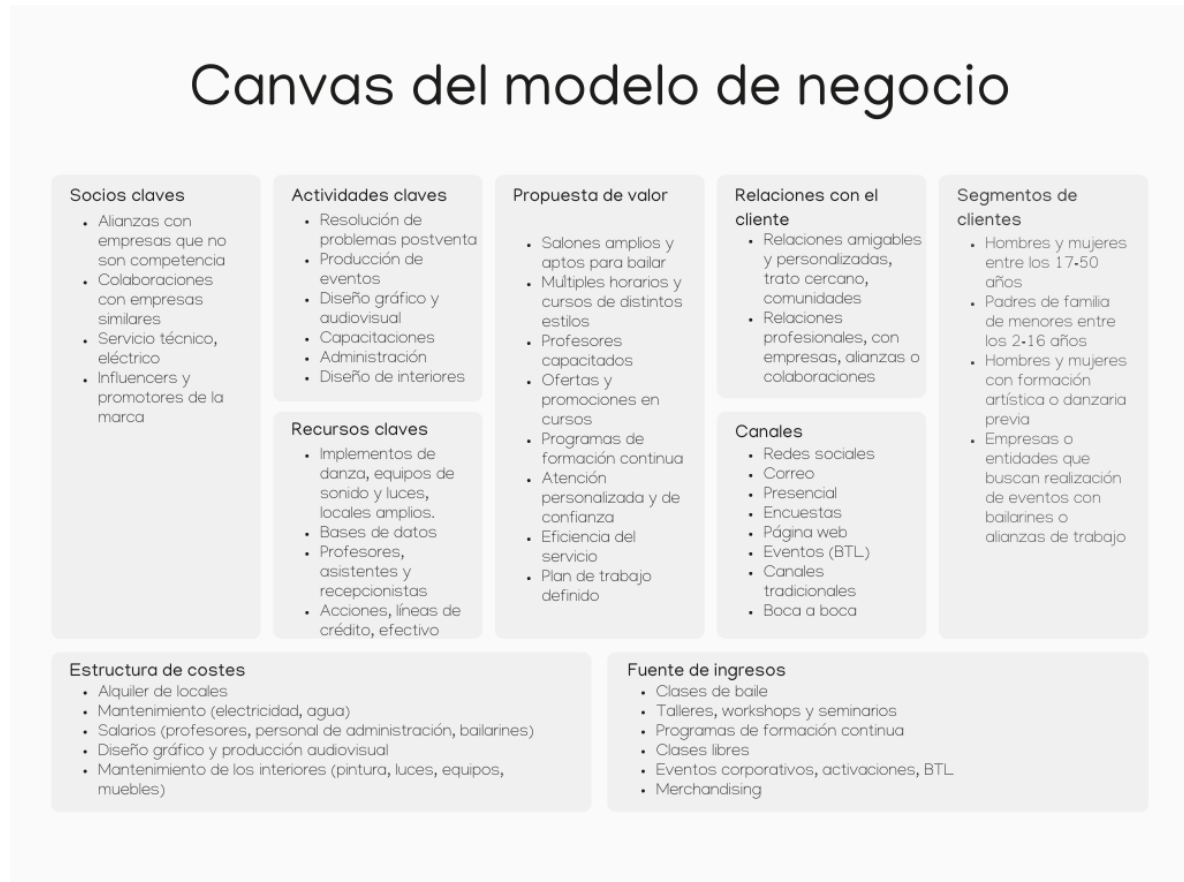 Canvas del modelo de negocio
Socios claves
• Alianzas con
empresas que no
son competencia
• Colaboraciones
con empresas
similares
• Servicio técnico,
eléctrico
• Influencers y
promotores de la
marca
Actividades claves
• Resolución de
problemas postventa
• Producción de
eventos
• Diseño gráfico y
audiovisual
• Capacitaciones
• Administración
• Diseño de interiores
Recursos claves
• Implementos de
danza, equipos de
sonido y luces,
locales amplios.
• Bases de datos
• Profesores,
asistentes y
recepcionistas
• Acciones, líneas de
crédito, efectivo
Propuesta de valor
• Salones amplios y
aptos para bailar
• Multiples horarios y
cursos de distintos
estilos
• Profesores
capacitados
• Ofertas y
promociones en
cursos
• Programas de
formación continua
• Atención
personalizada y de
confianza
• Eficiencia del
servicio
• Plan de trabajo
definido
Relaciones con el
cliente
• Relaciones amigables
y personalizadas,
trato cercano,
comunidades
• Relaciones
profesionales, con
empresas, alianzas o
colaboraciones
Canales
• Redes sociales
• Correo
• Presencial
• Encuestas
• Página web
• Eventos (BTL)
• Canales
tradicionales
• Boca a boca
Segmentos de
clientes
• Hombres y mujeres
entre los 17-50
años
• Padres de familia
de menores entre
los 2-16 años
• Hombres y mujeres
con formación
artística o danzaria
previa
• Empresas o
entidades que
buscan realización
de eventos con
bailarines o
alianzas de trabajo
Estructura de costes
• Alquiler de locales
• Mantenimiento (electricidad, agua)
• Salarios (profesores, personal de administración, bailarines)
• Diseño gráfico y producción audiovisual
• Mantenimiento de los interiores (pintura, luces, equipos,
muebles)
Fuente de ingresos
• Clases de baile
• Talleres, workshops y seminarios
• Programas de formación continua
• Clases libres
• Eventos corporativos, activaciones, BTL
• Merchandising